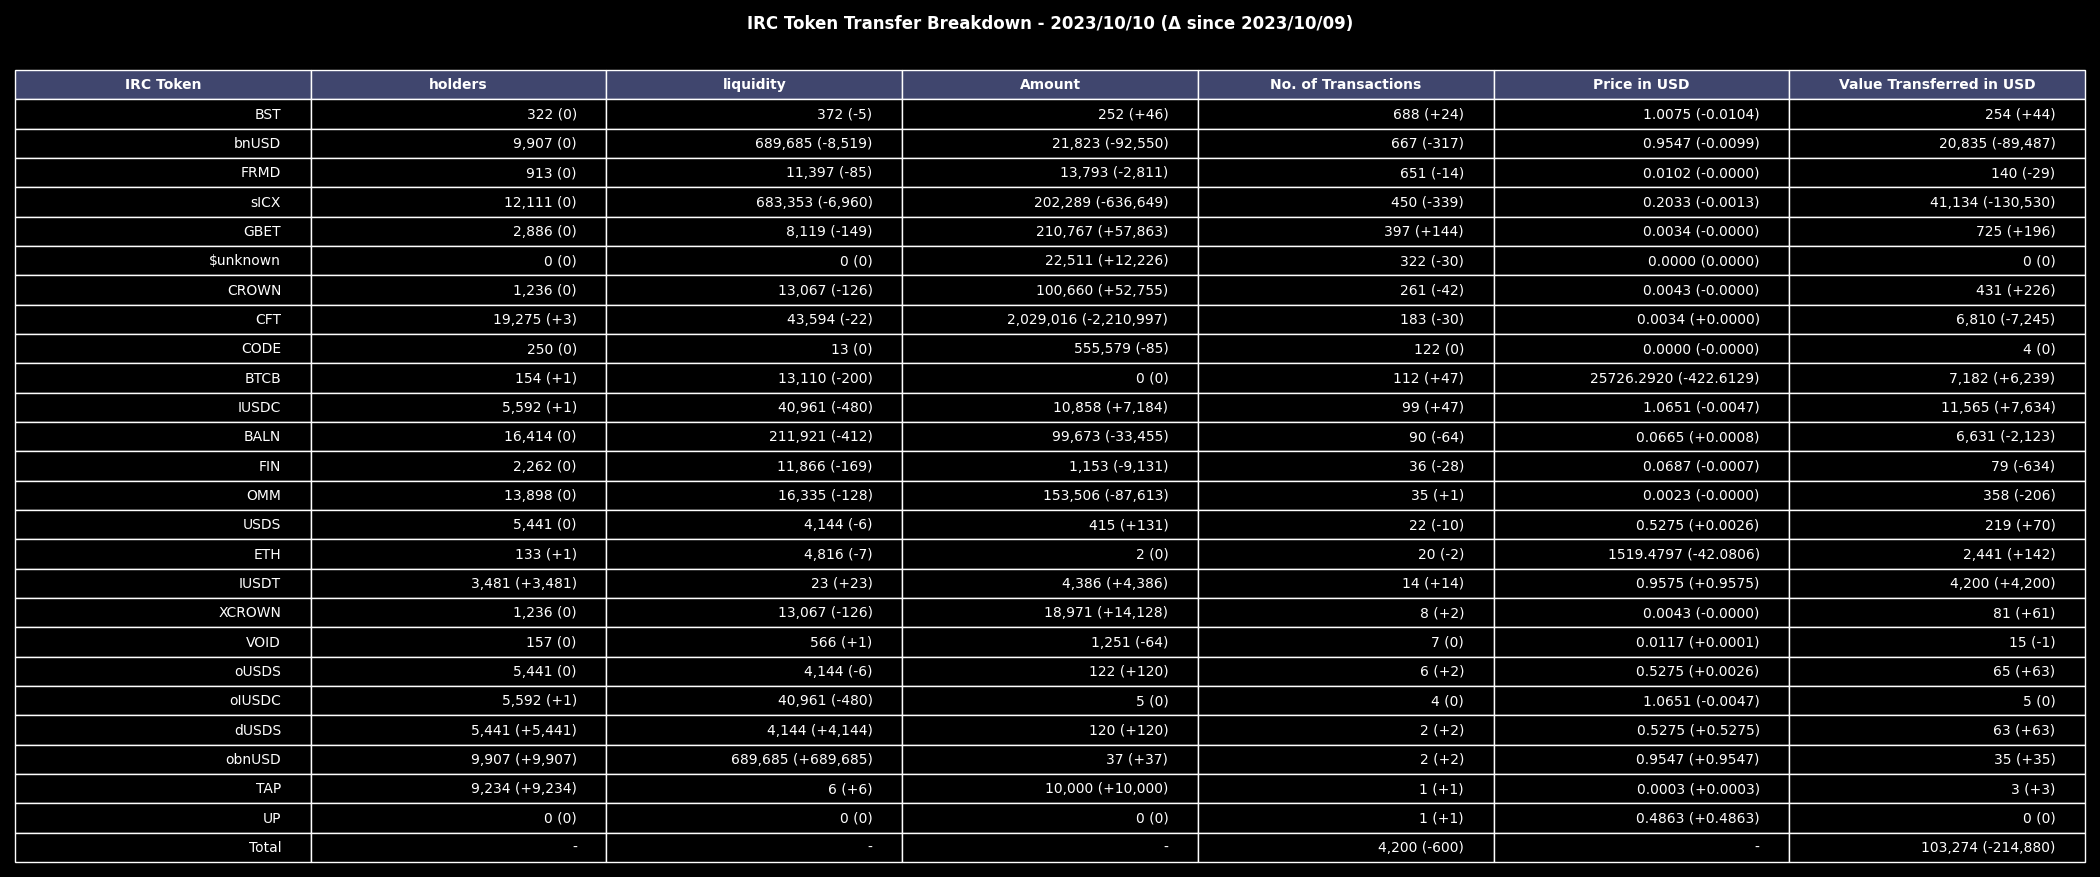 IRC Token Transfer Breakdown - 2023/10/10 (Δ since 2023/10/09)
IRC Token holders liquidity Amount No. of Transactions Price in USD Value Transferred in USD
BST 322 (0) 372 (-5) 252 (+46) 688 (+24) 1.0075 (-0.0104) 254 (+44)
bnUSD 9,907 (0) 689,685 (-8,519) 21,823 (-92,550) 667 (-317) 0.9547 (-0.0099) 20,835 (-89,487)
FRMD 913 (0) 11,397 (-85) 13,793 (-2,811) 651 (-14) 0.0102 (-0.0000) 140 (-29)
sICX 12,111 (0) 683,353 (-6,960) 202,289 (-636,649) 450 (-339) 0.2033 (-0.0013) 41,134 (-130,530)
GBET 2,886 (0) 8,119 (-149) 210,767 (+57,863) 397 (+144) 0.0034 (-0.0000) 725 (+196)
$unknown 0 (0) 0 (0) 22,511 (+12,226) 322 (-30) 0.0000 (0.0000) 0 (0)
CROWN 1,236 (0) 13,067 (-126) 100,660 (+52,755) 261 (-42) 0.0043 (-0.0000) 431 (+226)
CFT 19,275 (+3) 43,594 (-22) 2,029,016 (-2,210,997) 183 (-30) 0.0034 (+0.0000) 6,810 (-7,245)
CODE 250 (0) 13 (0) 555,579 (-85) 122 (0) 0.0000 (-0.0000) 4 (0)
BTCB 154 (+1) 13,110 (-200) 0 (0) 112 (+47) 25726.2920 (-422.6129) 7,182 (+6,239)
IUSDC 5,592 (+1) 40,961 (-480) 10,858 (+7,184) 99 (+47) 1.0651 (-0.0047) 11,565 (+7,634)
BALN 16,414 (0) 211,921 (-412) 99,673 (-33,455) 90 (-64) 0.0665 (+0.0008) 6,631 (-2,123)
FIN 2,262 (0) 11,866 (-169) 1,153 (-9,131) 36 (-28) 0.0687 (-0.0007) 79 (-634)
OMM 13,898 (0) 16,335 (-128) 153,506 (-87,613) 35 (+1) 0.0023 (-0.0000) 358 (-206)
USDS 5,441 (0) 4,144 (-6) 415 (+131) 22 (-10) 0.5275 (+0.0026) 219 (+70)
ETH 133 (+1) 4,816 (-7) 2 (0) 20 (-2) 1519.4797 (-42.0806) 2,441 (+142)
IUSDT 3,481 (+3,481) 23 (+23) 4,386 (+4,386) 14 (+14) 0.9575 (+0.9575) 4,200 (+4,200)
XCROWN 1,236 (0) 13,067 (-126) 18,971 (+14,128) 8 (+2) 0.0043 (-0.0000) 81 (+61)
VOID 157 (0) 566 (+1) 1,251 (-64) 7 (0) 0.0117 (+0.0001) 15 (-1)
oUSDS 5,441 (0) 4,144 (-6) 122 (+120) 6 (+2) 0.5275 (+0.0026) 65 (+63)
oIUSDC 5,592 (+1) 40,961 (-480) 5 (0) 4 (0) 1.0651 (-0.0047) 5 (0)
dUSDS 5,441 (+5,441) 4,144 (+4,144) 120 (+120) 2 (+2) 0.5275 (+0.5275) 63 (+63)
obnUSD 9,907 (+9,907) 689,685 (+689,685) 37 (+37) 2 (+2) 0.9547 (+0.9547) 35 (+35)
TAP 9,234 (+9,234) 6 (+6) 10,000 (+10,000) 1 (+1) 0.0003 (+0.0003) 3 (+3)
UP 0 (0) 0 (0) 0 (0) 1 (+1) 0.4863 (+0.4863) 0 (0)
Total - - - 4,200 (-600) - 103,274 (-214,880)